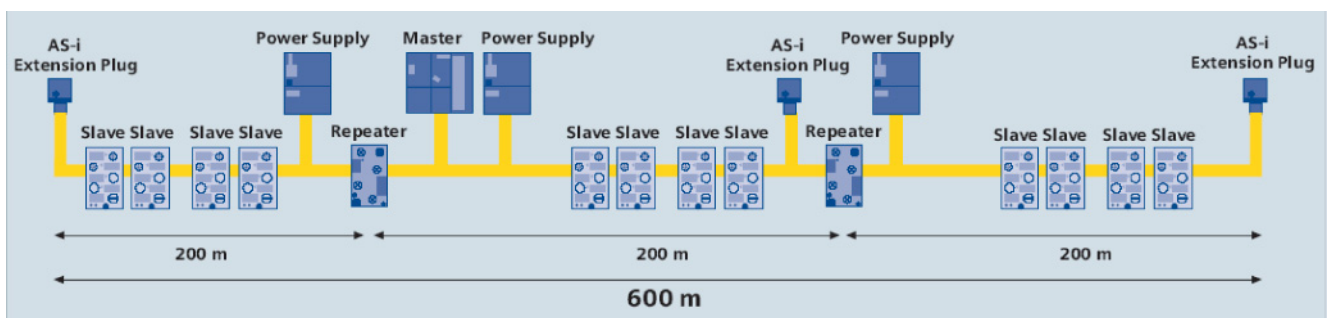 AS-i
Extension Plug
Power Supply
Master
Power Supply
AS-i
Extension Plug
Power Supply
AS-i
Extension Plug
Slave Slave
Slave Slave
Repeater
Slave Slave
Slave Slave
Repeater
Slave Slave
Slave Slave
200 m
200 m
200 m
600 m